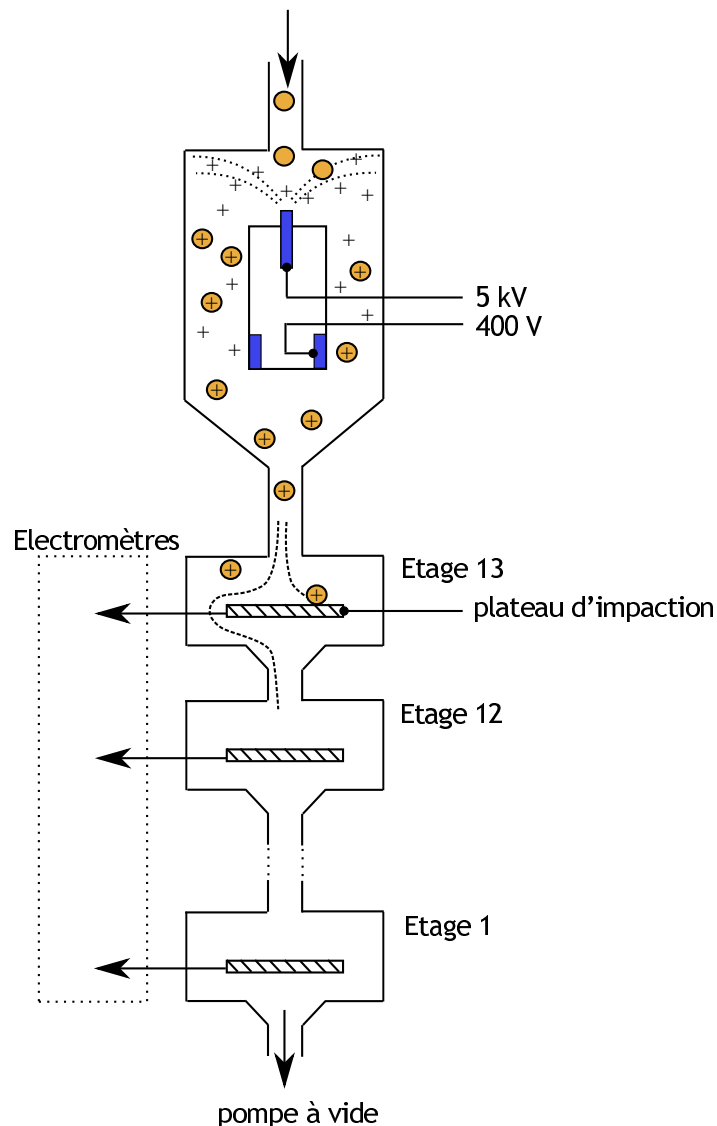 5 kV
400 V
Electromètres
Etage 13
plateau d'impaction
Etage 12
Etage 1
pompe à vide